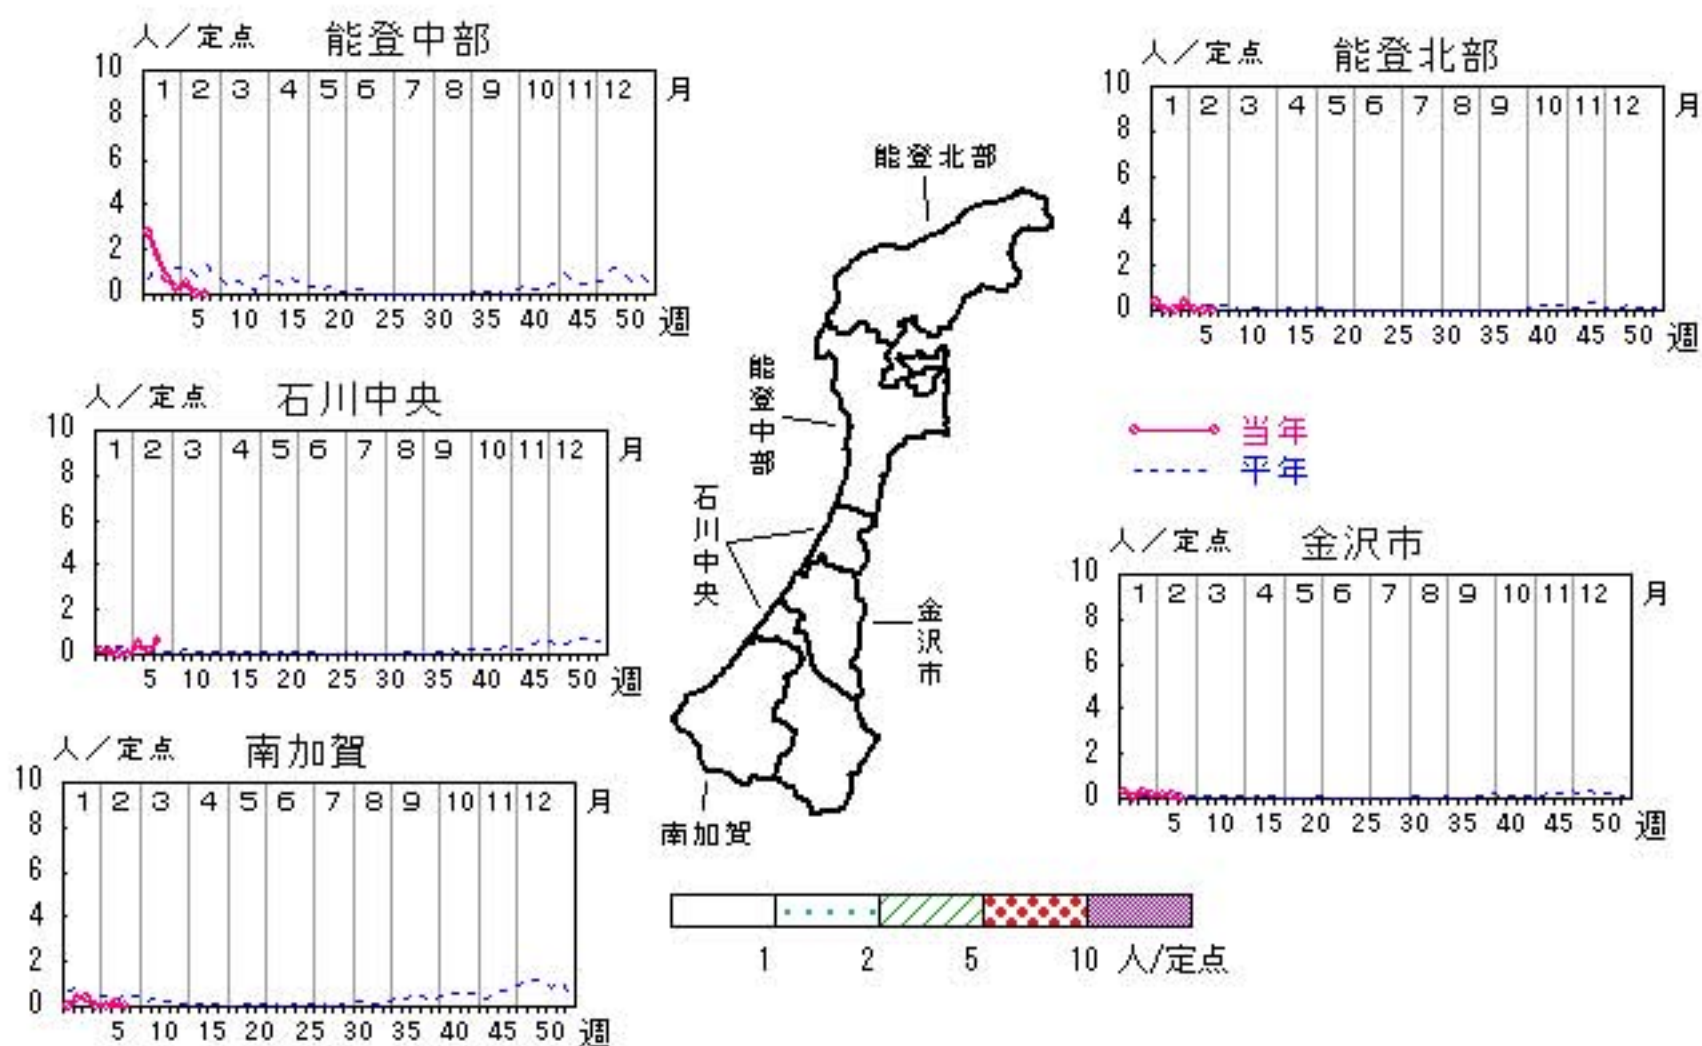 人／定点 能登中部
10 8 6 4 2 0
1 2 3 4 5 6 7 8 9 10 11 12 月
5 10 15 20 25 30 35 40 45 50 週
人／定点 能登北部
10 8 6 4 2 0
1 2 3 4 5 6 7 8 9 10 11 12 月
5 10 15 20 25 30 35 40 45 50 週
人／定点 石川中央
10 8 6 4 2 0
1 2 3 4 5 6 7 8 9 10 11 12 月
5 10 15 20 25 30 35 40 45 50 週
当年
平年
人／定点 金沢市
10 8 6 4 2 0
1 2 3 4 5 6 7 8 9 10 11 12 月
5 10 15 20 25 30 35 40 45 50 週
人／定点 南加賀
10 8 6 4 2 0
1 2 3 4 5 6 7 8 9 10 11 12 月
5 10 15 20 25 30 35 40 45 50 週
能登北部
能登中部
石川中央
金沢市
南加賀
1 2 5 10 人/定点